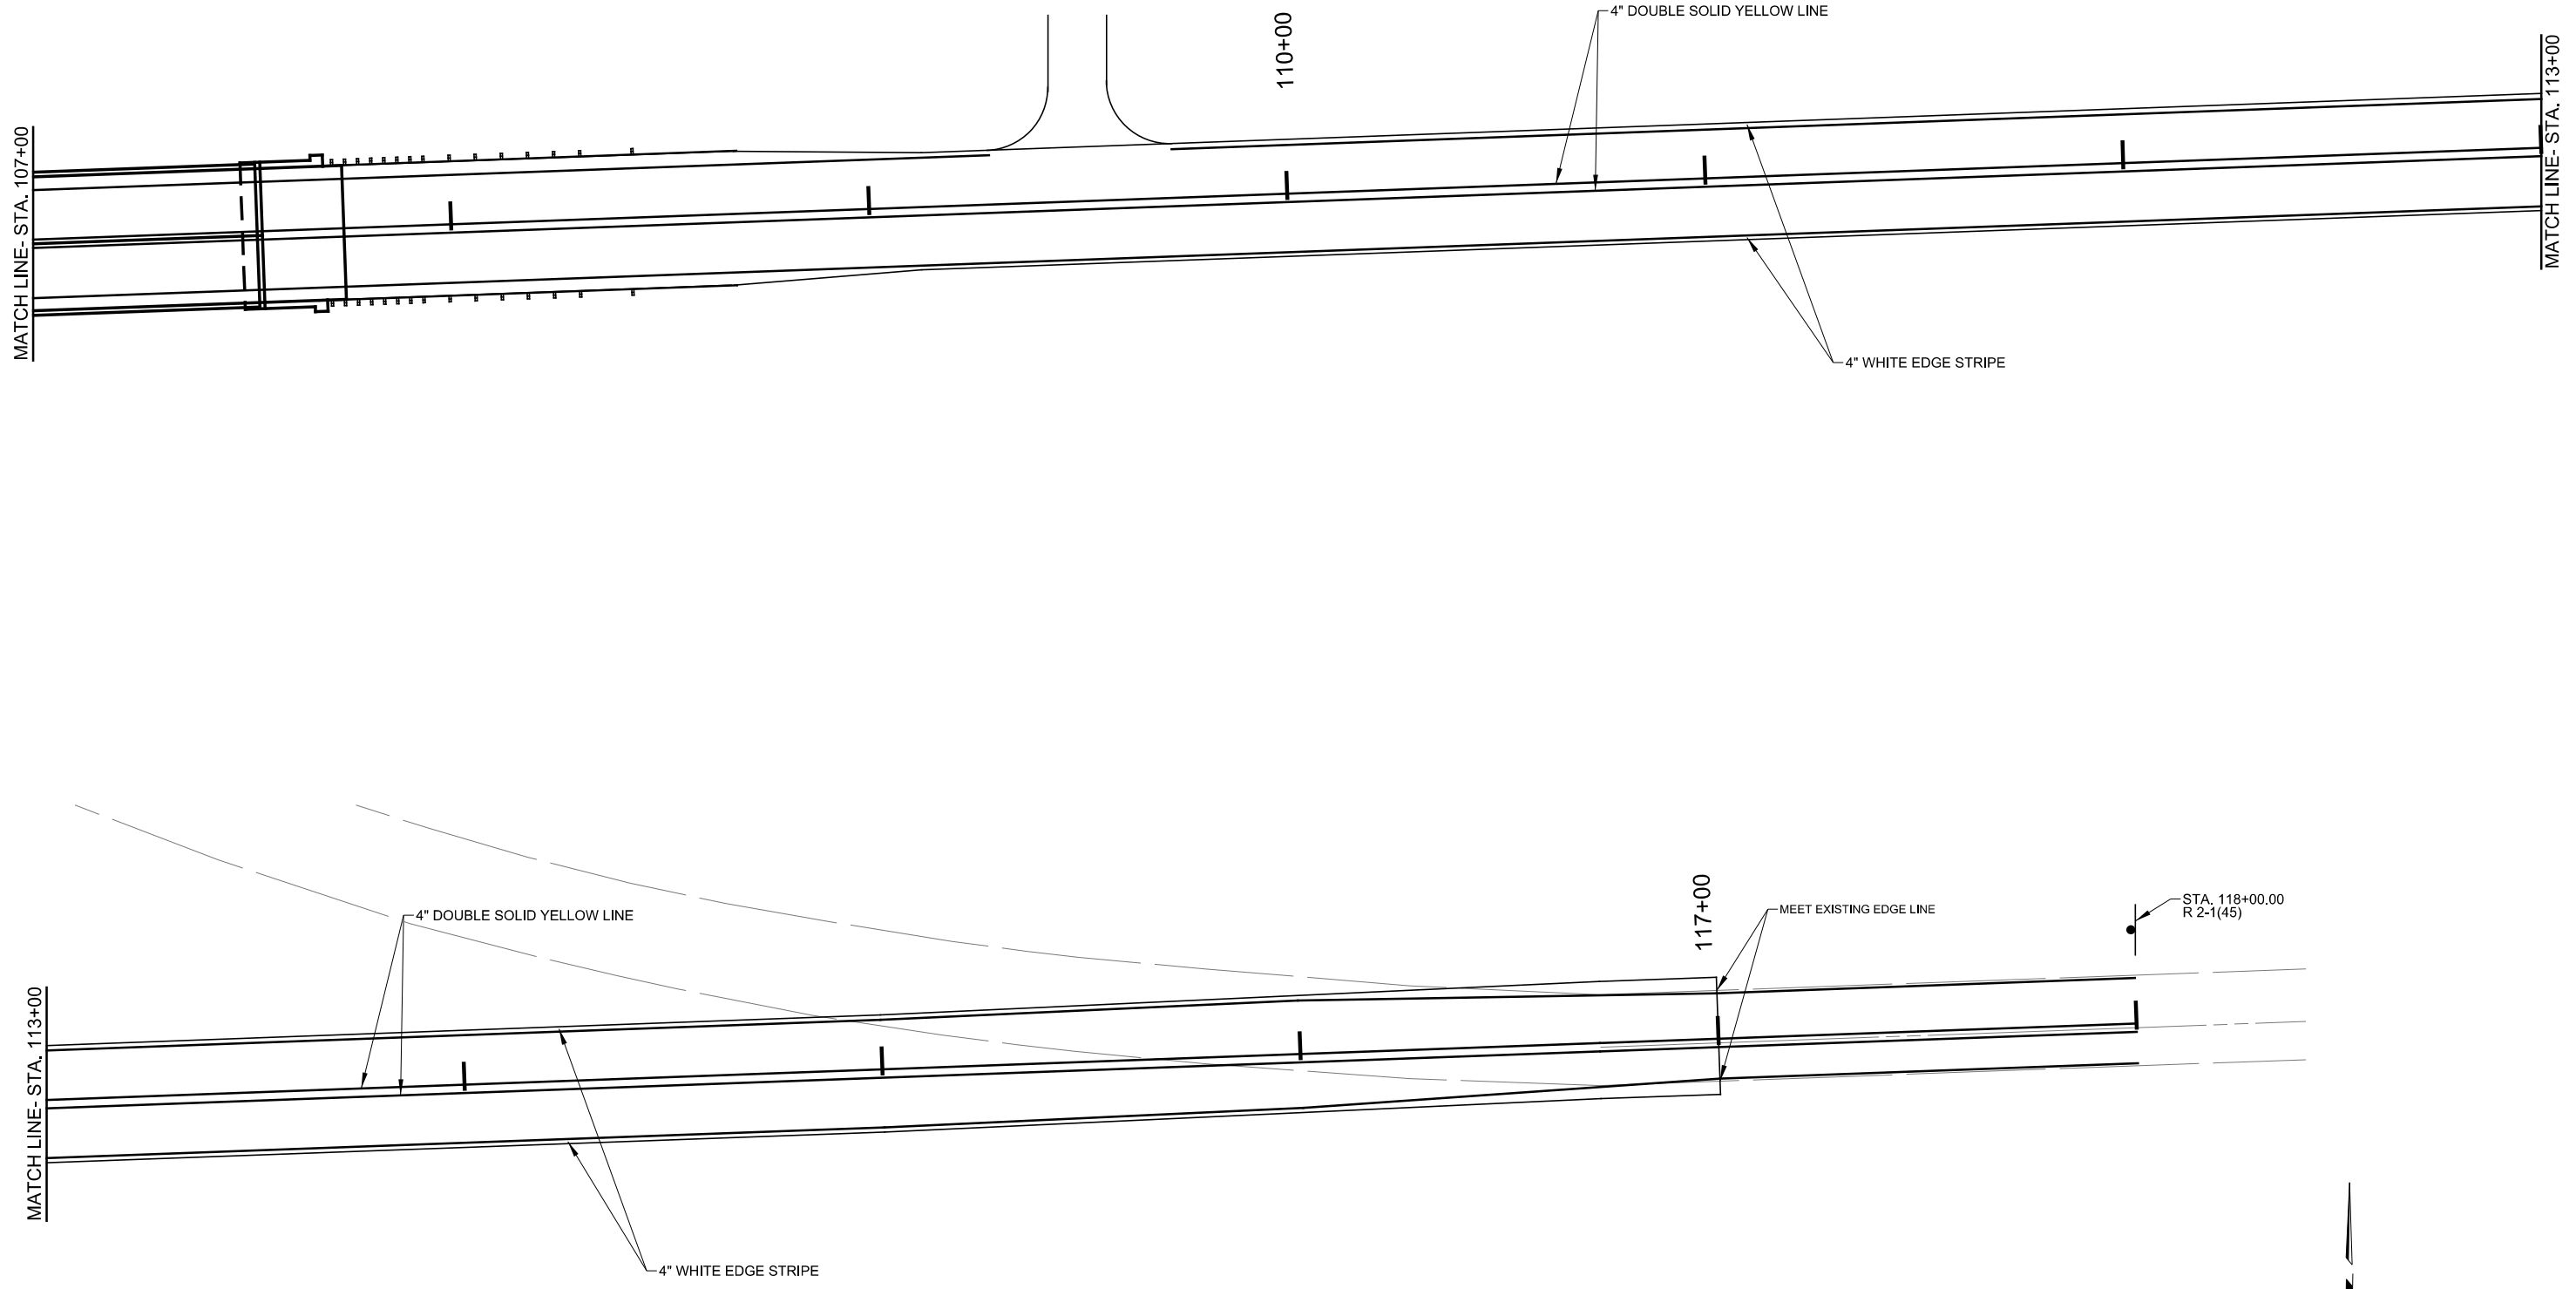 4" DOUBLE SOLID YELLOW LINE
110+00
MATCH LINE- STA. 107+00
MATCH LINE- STA. 113+00
4" WHITE EDGE STRIPE
4" DOUBLE SOLID YELLOW LINE
117+00
MEET EXISTING EDGE LINE
STA. 118+00.00
R 2-1(45)
MATCH LINE- STA. 113+00
4" WHITE EDGE STRIPE